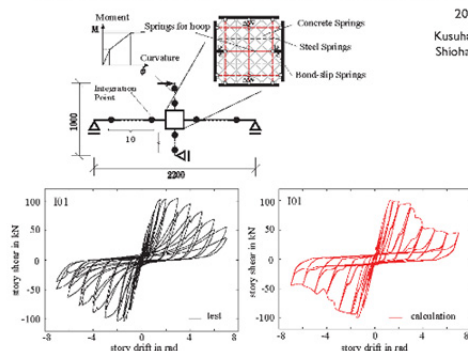 Moment
M
Springs for hoop
Concrete Springs
Steel Springs
Bond-slip Springs
Curvature
ϕ
Integration
Point
1000
10
2200
20
Kusuha
Shioha
I01
story shear in kN
100
50
0
-50
-100
test
-8
-4
0
4
8
story drift in rad
I01
story shear in kN
100
50
0
-50
-100
calculation
-8
-4
0
4
8
story drift in rad